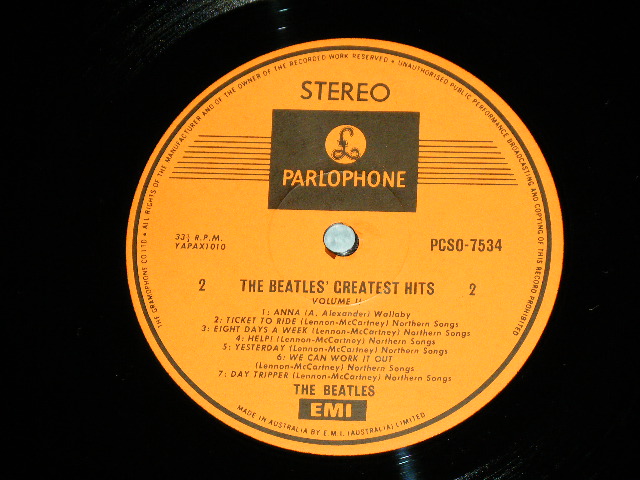 THE GRAMOPHONE CO LTD • ALL RIGHTS OF THE MANUFACTURER AND OF THE OWNER OF THE RECORDED WORK RESERVED • UNAUTHORISED PUBLIC PERFORMANCE BROADCASTING AND COPYING OF THIS RECORD PROHIBITED
STEREO
£
PARLOPHONE
33⅓ R.P.M.
YAPAX1010
PCSO-7534
2 THE BEATLES' GREATEST HITS 2
VOLUME II
1: ANNA (A. Alexander) Wallaby
2: TICKET TO RIDE (Lennon-McCartney) Northern Songs
3: EIGHT DAYS A WEEK (Lennon-McCartney) Northern Songs
4: HELP! (Lennon-McCartney) Northern Songs
5: YESTERDAY (Lennon-McCartney) Northern Songs
6: WE CAN WORK IT OUT
(Lennon-McCartney) Northern Songs
7: DAY TRIPPER (Lennon-McCartney) Northern Songs
THE BEATLES
EMI
MADE IN AUSTRALIA BY E.M.I. (AUSTRALIA) LIMITED